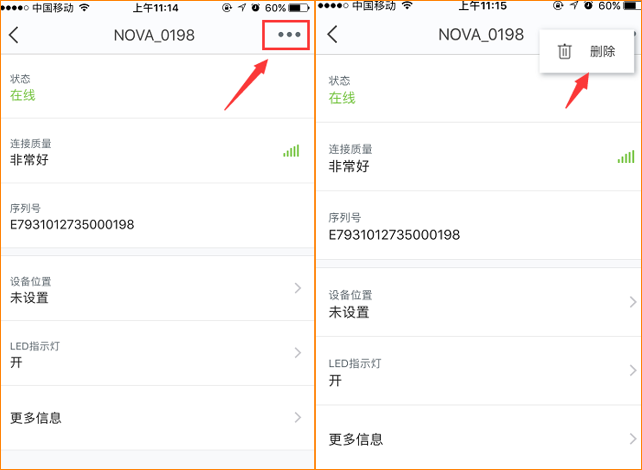 中国移动 上午11:14 60%
NOVA_0198
状态
在线
连接质量
非常好
序列号
E7931012735000198
设备位置
未设置
LED指示灯
开
更多信息
中国移动 上午11:15 60%
NOVA_0198
删除
状态
在线
连接质量
非常好
序列号
E7931012735000198
设备位置
未设置
LED指示灯
开
更多信息